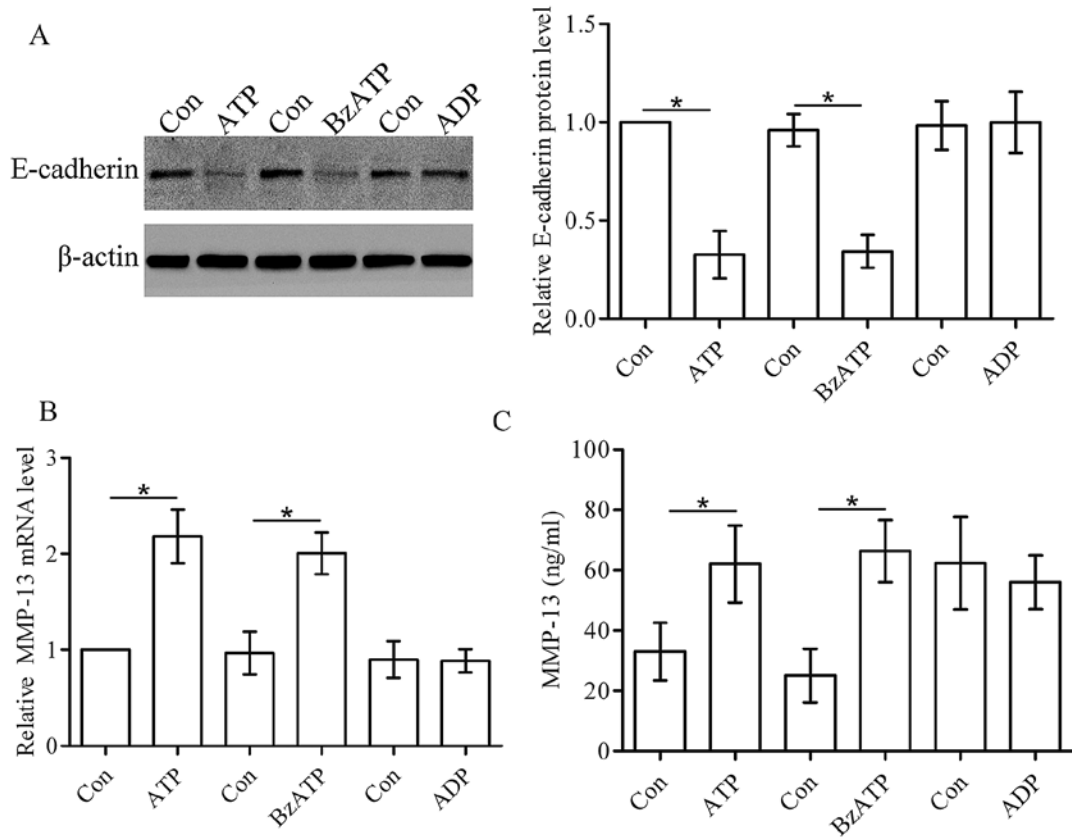 A
Con ATP Con BzATP Con ADP
E-cadherin
β-actin
Relative E-cadherin protein level
1.5
1.0
0.5
0.0
* *
Con ATP Con BzATP Con ADP
B
Relative MMP-13 mRNA level
3
2
1
0
* *
Con ATP Con BzATP Con ADP
C
MMP-13 (ng/ml)
100
80
60
40
20
0
* *
Con ATP Con BzATP Con ADP